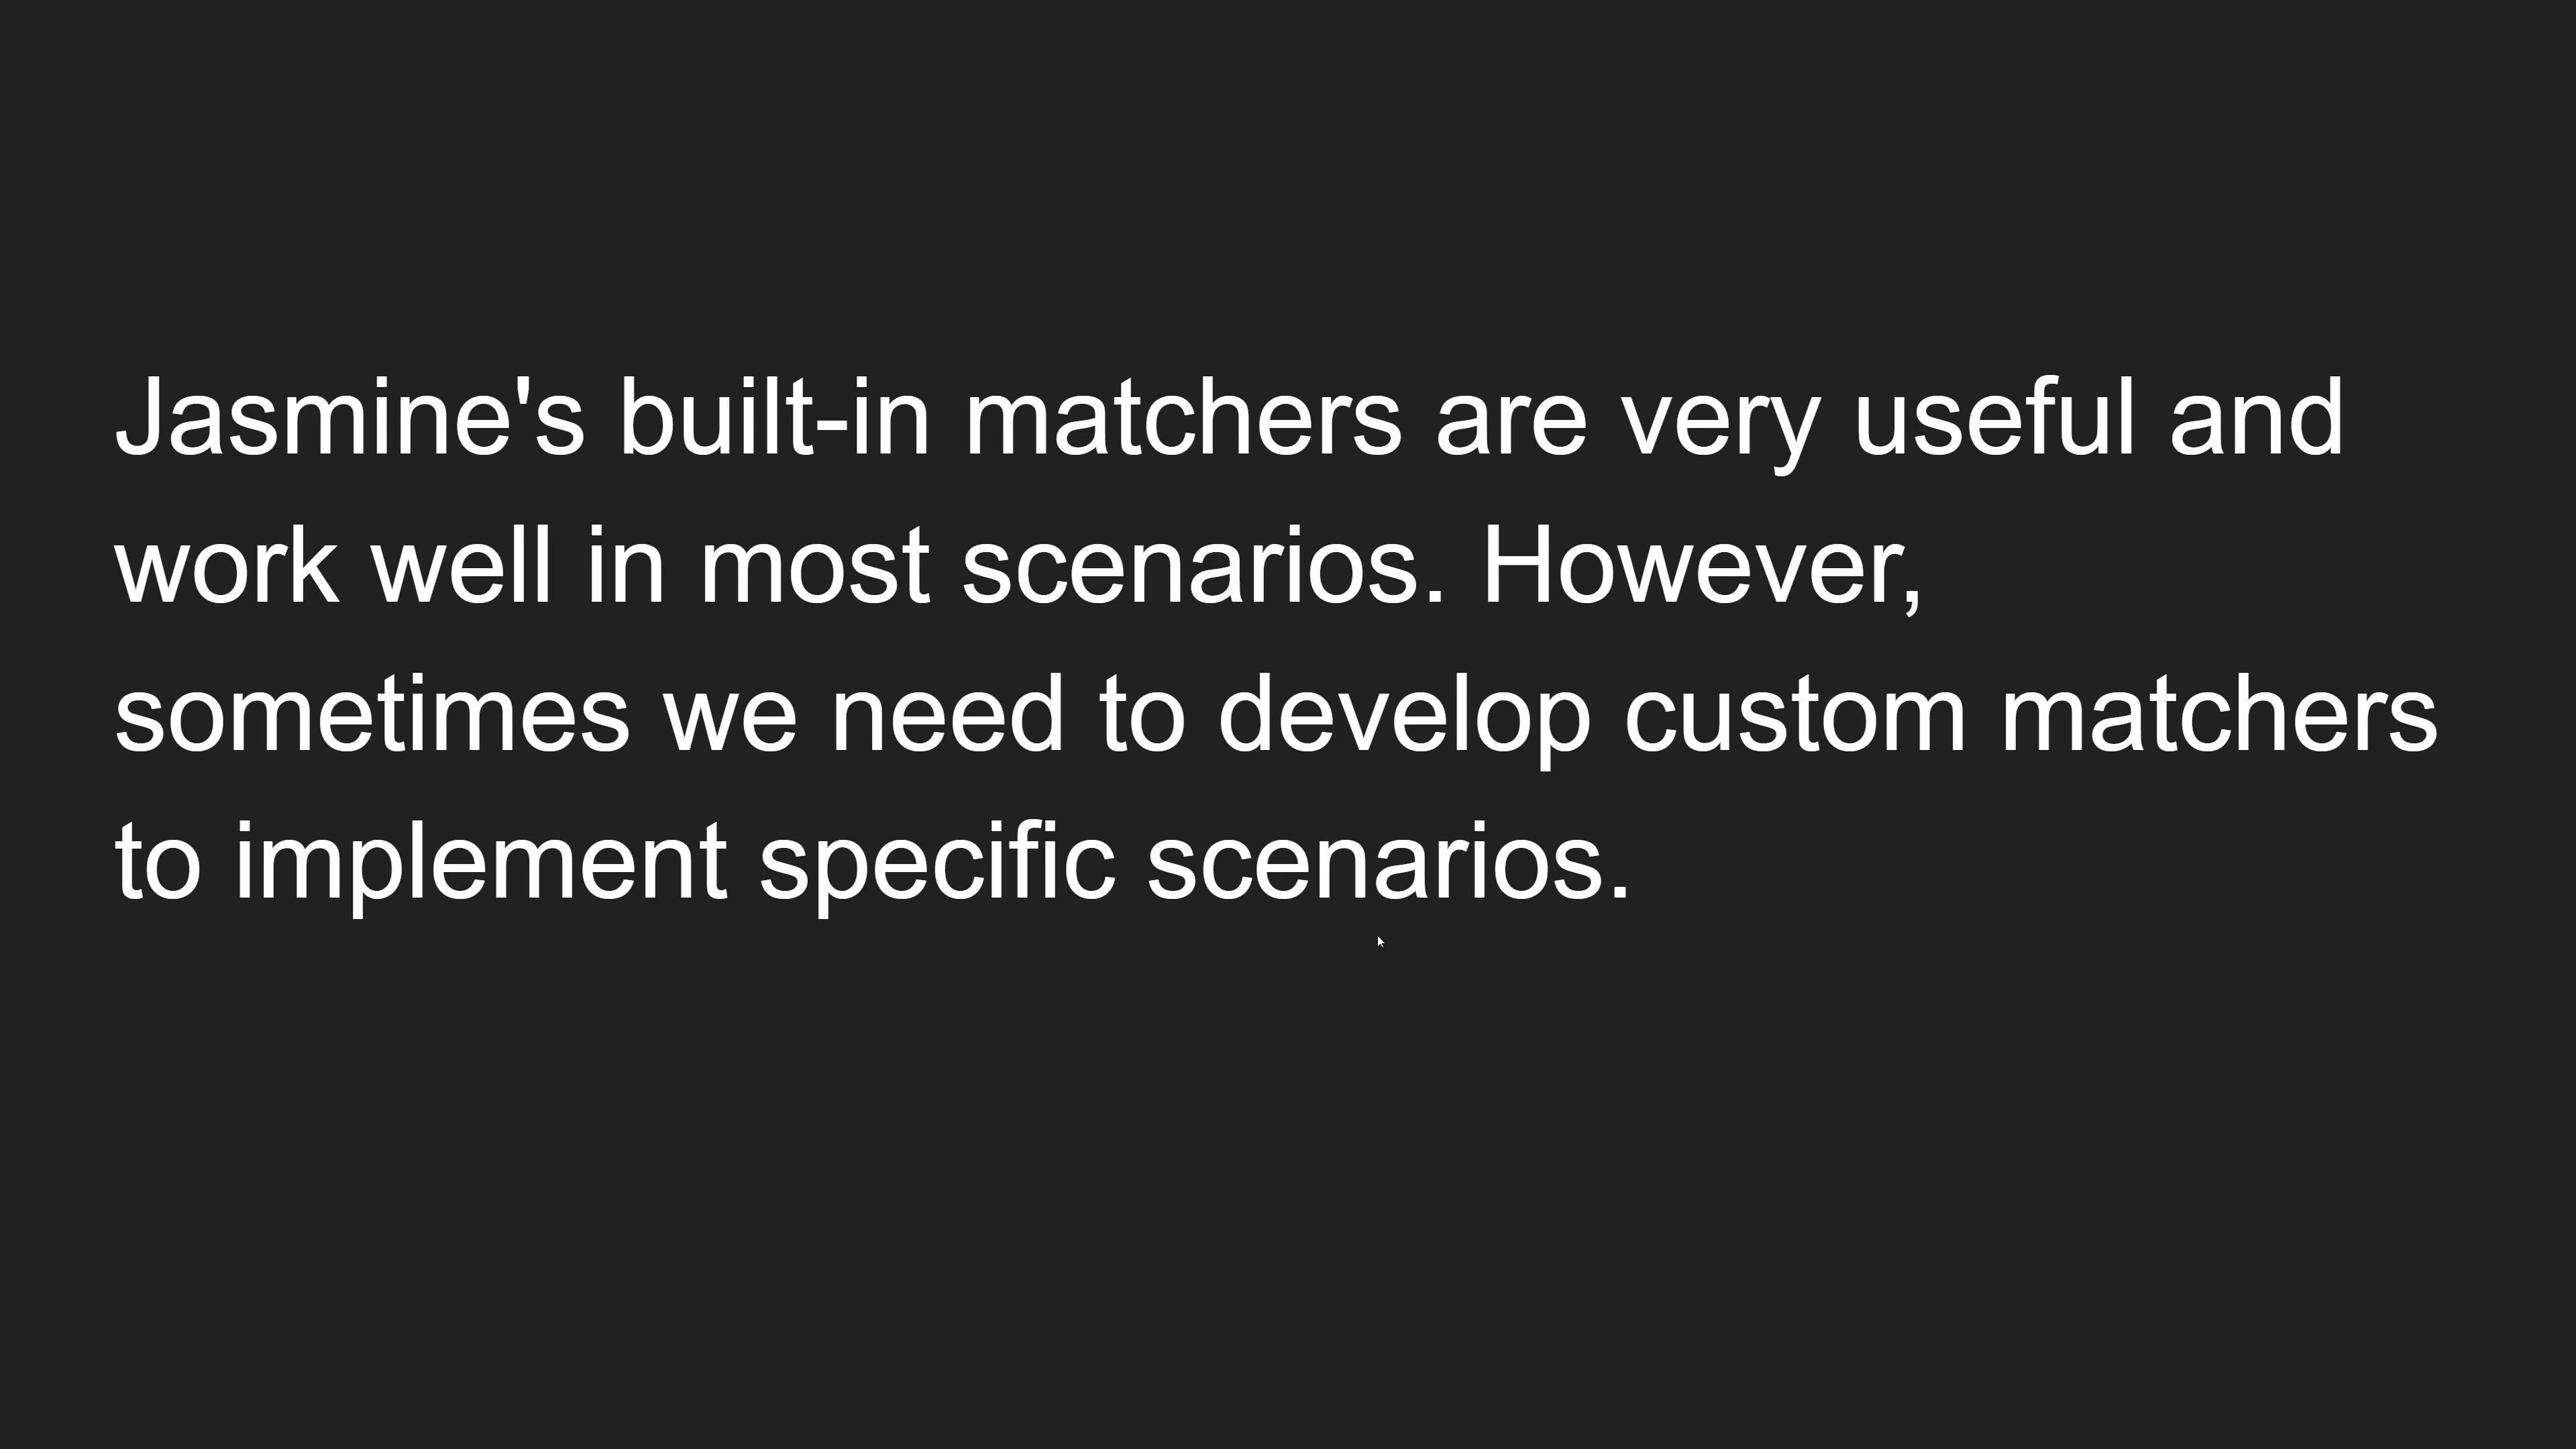 Jasmine's built-in matchers are very useful and
work well in most scenarios. However,
sometimes we need to develop custom matchers
to implement specific scenarios.